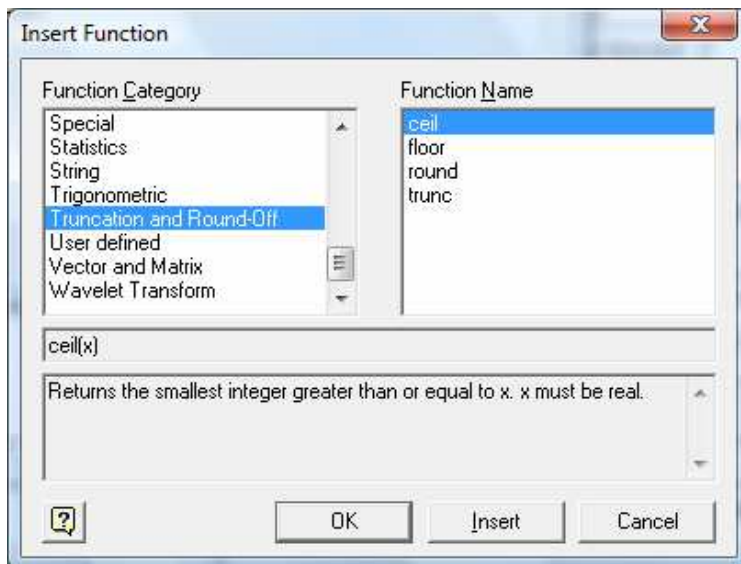 Insert Function
Function Category
Special
Statistics
String
Trigonometric
Truncation and Round-Off
User defined
Vector and Matrix
Wavelet Transform
Function Name
ceil
floor
round
trunc
ceil(x)
Returns the smallest integer greater than or equal to x. x must be real.
OK
Insert
Cancel